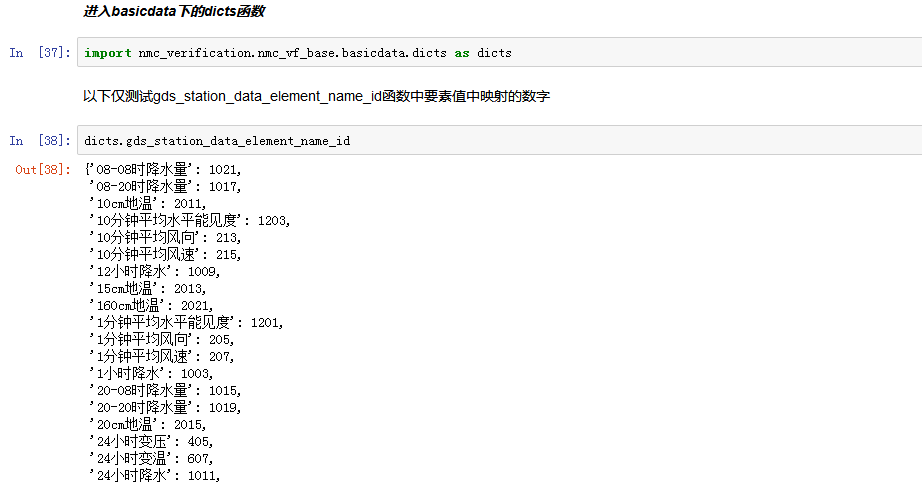 进入basicdata下的dicts函数
In [37]: import nmc_verification.nmc_vf_base.basicdata.dicts as dicts
以下仅测试gds_station_data_element_name_id函数中要素值中映射的数字
In [38]: dicts.gds_station_data_element_name_id
Out[38]: {'08-08时降水量': 1021,
'08-20时降水量': 1017,
'10cm地温': 2011,
'10分钟平均水平能见度': 1203,
'10分钟平均风向': 213,
'10分钟平均风速': 215,
'12小时降水': 1009,
'15cm地温': 2013,
'160cm地温': 2021,
'1分钟平均水平能见度': 1201,
'1分钟平均风向': 205,
'1分钟平均风速': 207,
'1小时降水': 1003,
'20-08时降水量': 1015,
'20-20时降水量': 1019,
'20cm地温': 2015,
'24小时变压': 405,
'24小时变温': 607,
'24小时降水': 1011,